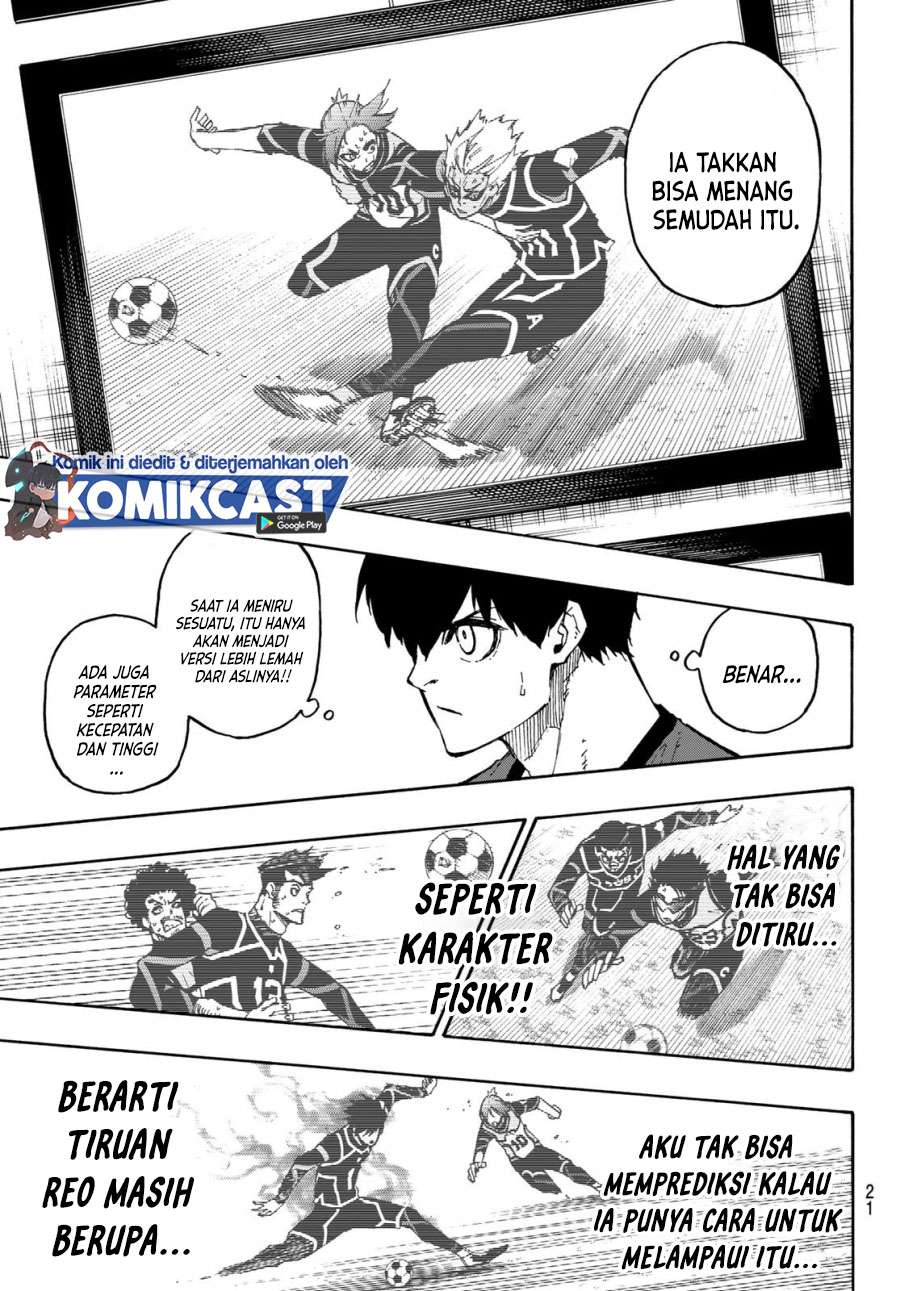 IA TAKKAN
BISA MENANG
SEMUDAH ITU.
Komik ini diedit & diterjemahkan oleh
KOMIKCAST
GET IT ON
Google Play
BENAR...
SAAT IA MENIRU
SESUATU, ITU HANYA
AKAN MENJADI
VERSI LEBIH LEMAH
DARI ASLINYA!!
ADA JUGA
PARAMETER
SEPERTI
KECEPATAN
DAN TINGGI
...
HAL YANG
TAK BISA
DITIRU...
SEPERTI
KARAKTER
FISIK!!
AKU TAK BISA
MEMPREDIKSI KALAU
IA PUNYA CARA UNTUK
MELAMPAUI ITU...
BERARTI
TIRUAN
REO MASIH
BERUPA...
21